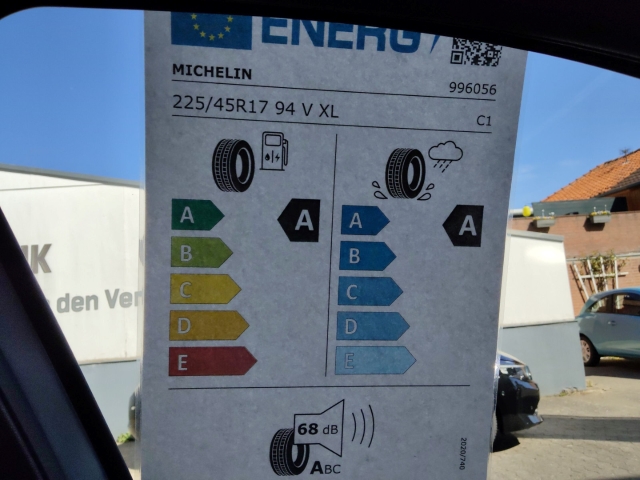 ENERG
MICHELIN
996056
225/45R17 94 V XL
C1
A
A
B
C
D
E
A
A
B
C
D
E
68 dB
ABC
2020/740
den Ver